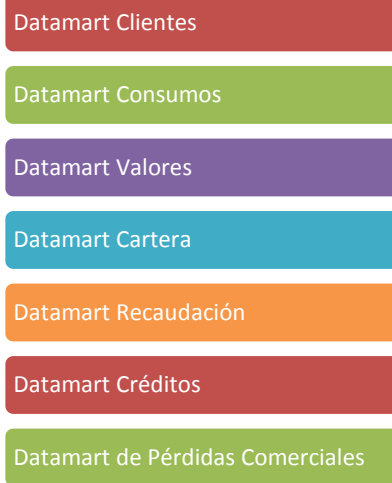 Datamart Clientes
Datamart Consumos
Datamart Valores
Datamart Cartera
Datamart Recaudación
Datamart Créditos
Datamart de Pérdidas Comerciales